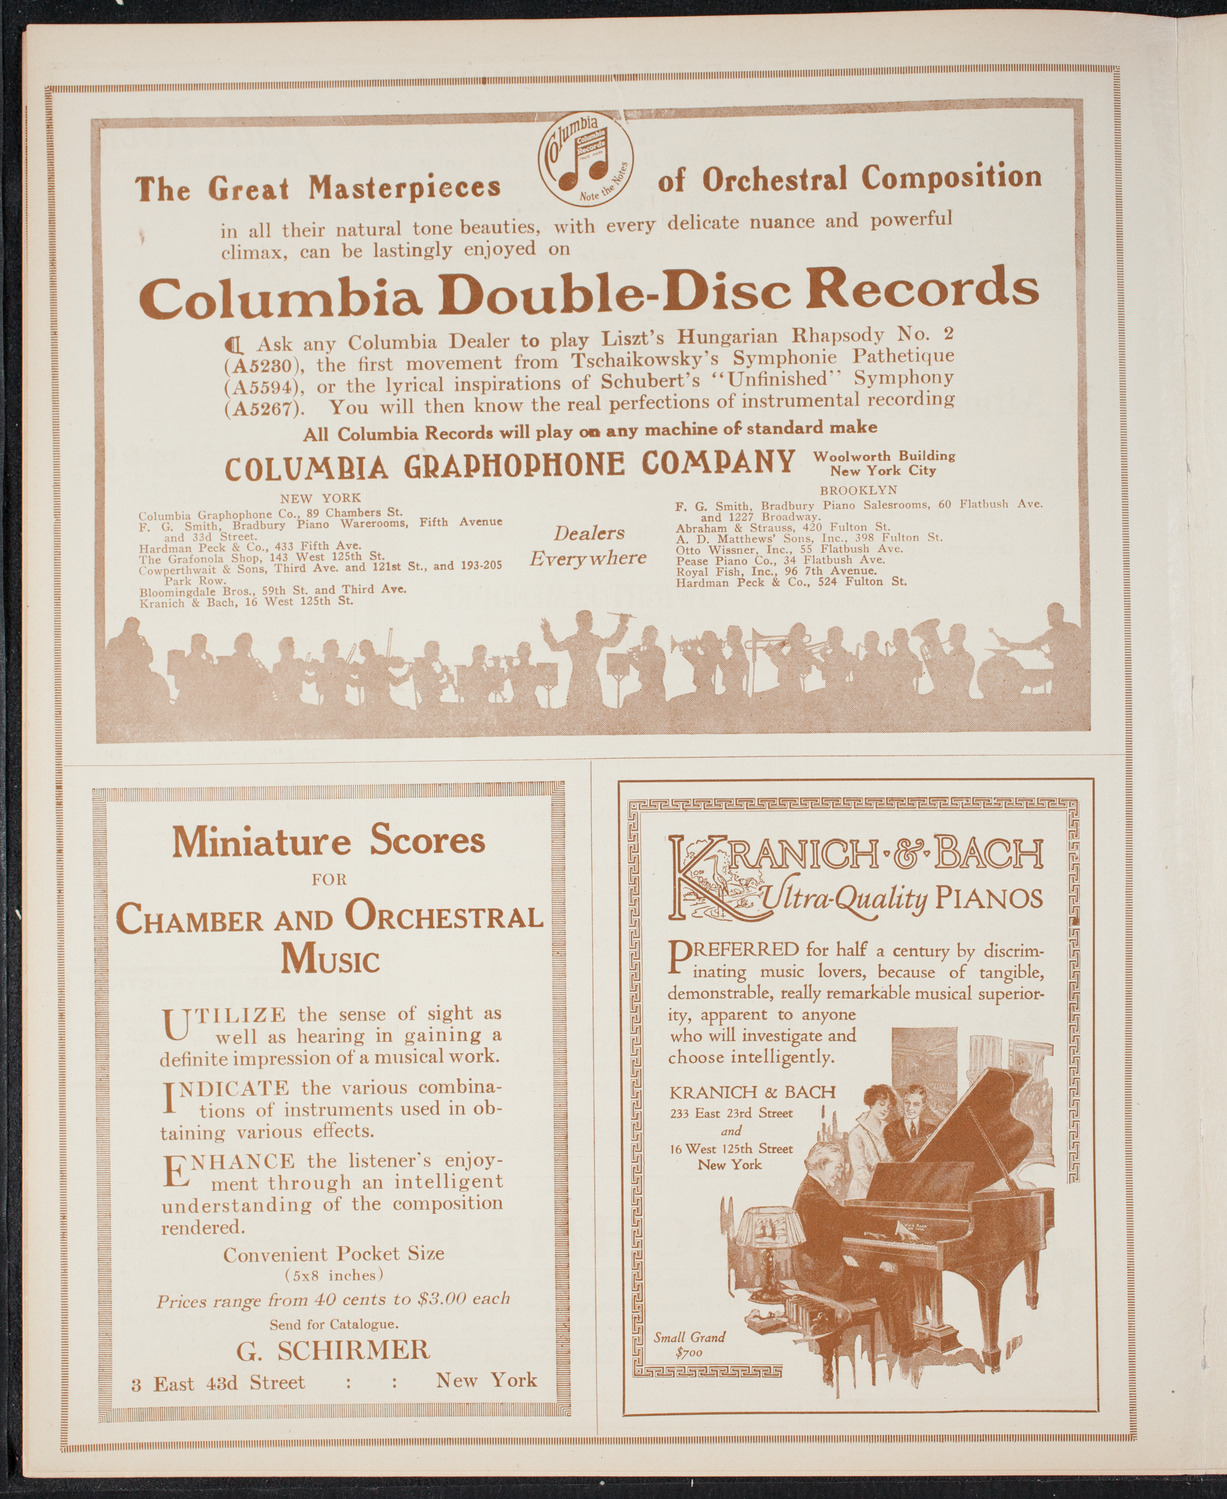 Columbia
Columbia
Records
Note the Notes
The Great Masterpieces of Orchestral Composition
in all their natural tone beauties, with every delicate nuance and powerful
climax, can be lastingly enjoyed on
Columbia Double-Disc Records
¶ Ask any Columbia Dealer to play Liszt's Hungarian Rhapsody No. 2
(A5230), the first movement from Tschaikowsky's Symphonie Pathetique
(A5594), or the lyrical inspirations of Schubert's "Unfinished" Symphony
(A5267). You will then know the real perfections of instrumental recording
All Columbia Records will play on any machine of standard make
COLUMBIA GRAPHOPHONE COMPANY Woolworth Building
New York City
NEW YORK
Columbia Graphophone Co., 89 Chambers St.
F. G. Smith, Bradbury Piano Warerooms, Fifth Avenue
and 33d Street.
Hardman Peck & Co., 433 Fifth Ave.
The Grafonola Shop, 143 West 125th St.
Cowperthwait & Sons, Third Ave. and 121st St., and 193-205
Park Row.
Bloomingdale Bros., 59th St. and Third Ave.
Kranich & Bach, 16 West 125th St.
Dealers
Everywhere
BROOKLYN
F. G. Smith, Bradbury Piano Salesrooms, 60 Flatbush Ave.
and 1227 Broadway.
Abraham & Strauss, 420 Fulton St.
A. D. Matthews' Sons, Inc., 398 Fulton St.
Otto Wissner, Inc., 55 Flatbush Ave.
Pease Piano Co., 34 Flatbush Ave.
Royal Fish, Inc., 96 7th Avenue.
Hardman Peck & Co., 524 Fulton St.
Miniature Scores
FOR
CHAMBER AND ORCHESTRAL
MUSIC
UTILIZE the sense of sight as
well as hearing in gaining a
definite impression of a musical work.
INDICATE the various combina-
tions of instruments used in ob-
taining various effects.
ENHANCE the listener's enjoy-
ment through an intelligent
understanding of the composition
rendered.
Convenient Pocket Size
(5x8 inches)
Prices range from 40 cents to $3.00 each
Send for Catalogue.
G. SCHIRMER
3 East 43d Street : : New York
KRANICH·&·BACH
Ultra-Quality PIANOS
PREFERRED for half a century by discrim-
inating music lovers, because of tangible,
demonstrable, really remarkable musical superior-
ity, apparent to anyone
who will investigate and
choose intelligently.
KRANICH & BACH
233 East 23rd Street
and
16 West 125th Street
New York
Small Grand
$700